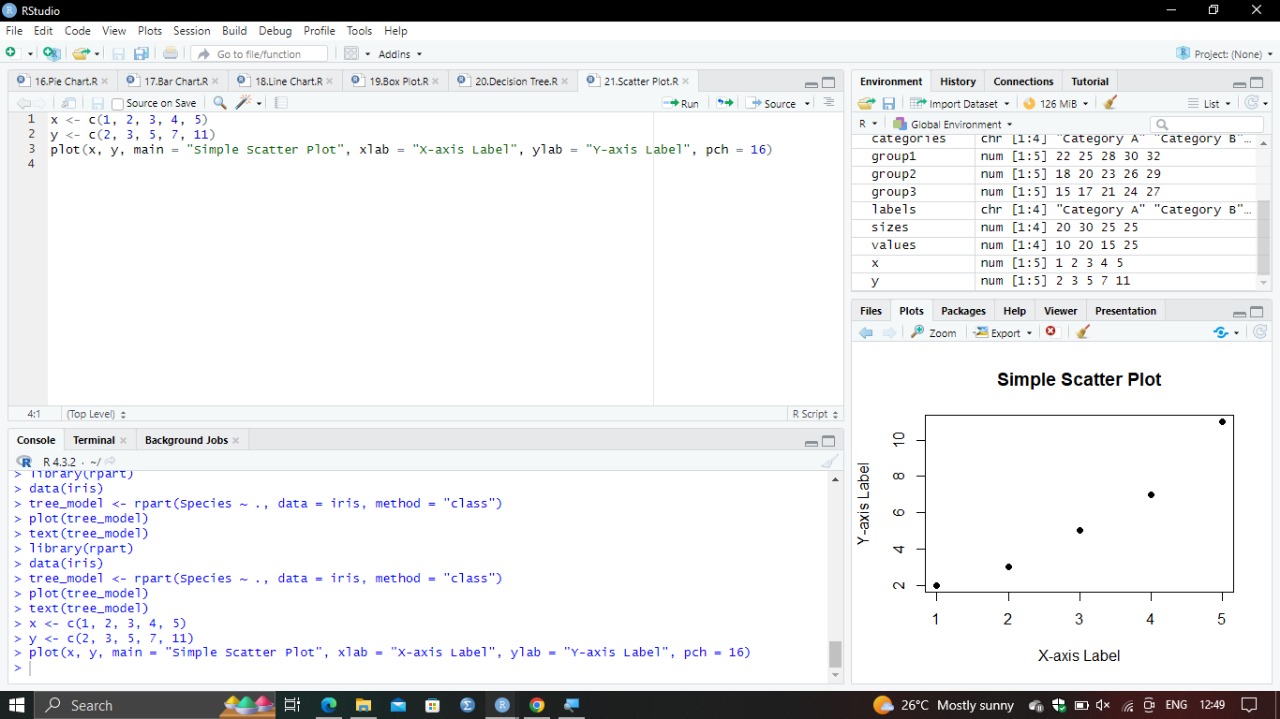 RStudio
File Edit Code View Plots Session Build Debug Profile Tools Help
Go to file/function Addins Project: (None)
16.Pie Chart.R 17.Bar Chart.R 18.Line Chart.R 19.Box Plot.R 20.Decision Tree.R 21.Scatter Plot.R
Source on Save Run Source
1 x <- c(1, 2, 3, 4, 5)
2 y <- c(2, 3, 5, 7, 11)
3 plot(x, y, main = "Simple Scatter Plot", xlab = "X-axis Label", ylab = "Y-axis Label", pch = 16)
4
4:1 (Top Level) R Script
Console Terminal Background Jobs
R R 4.3.2 · ~/
> library(rpart)
> data(iris)
> tree_model <- rpart(Species ~ ., data = iris, method = "class")
> plot(tree_model)
> text(tree_model)
> library(rpart)
> data(iris)
> tree_model <- rpart(Species ~ ., data = iris, method = "class")
> plot(tree_model)
> text(tree_model)
> x <- c(1, 2, 3, 4, 5)
> y <- c(2, 3, 5, 7, 11)
> plot(x, y, main = "Simple Scatter Plot", xlab = "X-axis Label", ylab = "Y-axis Label", pch = 16)
>
Environment History Connections Tutorial
Import Dataset 126 MiB List
R Global Environment
categories chr [1:4] "Category A" "Category B"…
group1 num [1:5] 22 25 28 30 32
group2 num [1:5] 18 20 23 26 29
group3 num [1:5] 15 17 21 24 27
labels chr [1:4] "Category A" "Category B"…
sizes num [1:4] 20 30 25 25
values num [1:4] 10 20 15 25
x num [1:5] 1 2 3 4 5
y num [1:5] 2 3 5 7 11
Files Plots Packages Help Viewer Presentation
Zoom Export
Simple Scatter Plot
Y-axis Label
10
8
6
4
2
1 2 3 4 5
X-axis Label
Search 26°C Mostly sunny ENG 12:49